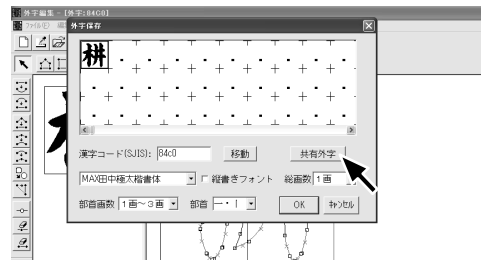 外字編集 - [外字:84C0]
ファイル(F)
外字保存
漢字コード(SJIS): 84c0 移動 共有外字
MAX田中極太楷書体 縦書きフォント 総画数 1画
部首画数 1画～3画 部首 一・丨 OK キャンセル